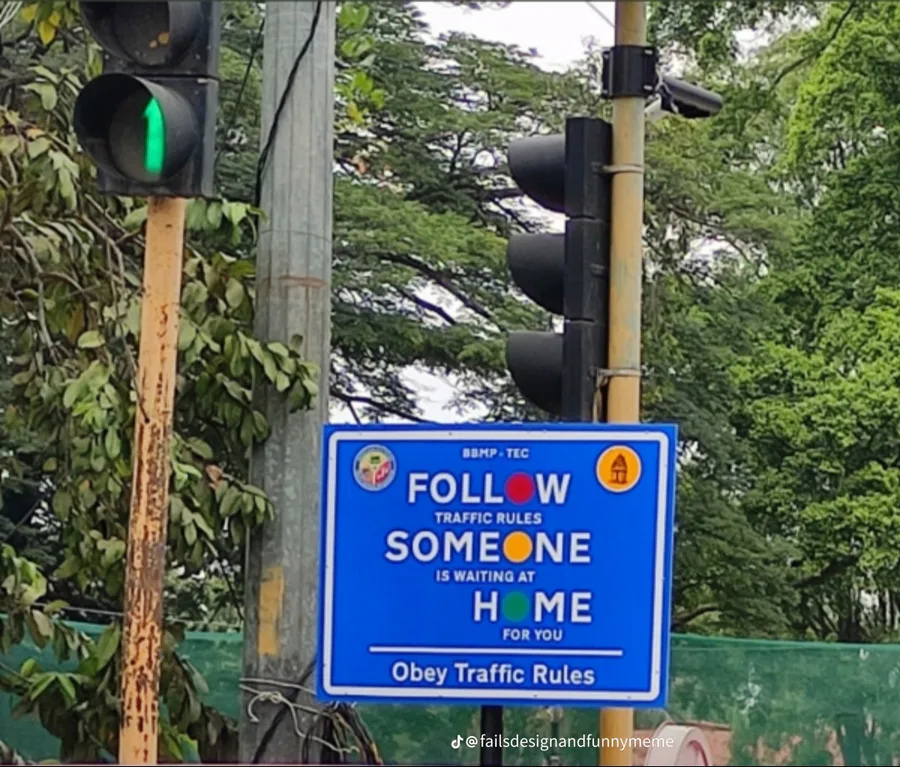 BBMP - TEC
FOLLOW
TRAFFIC RULES
SOMEONE
IS WAITING AT
HOME
FOR YOU
Obey Traffic Rules
@failsdesignandfunnymeme